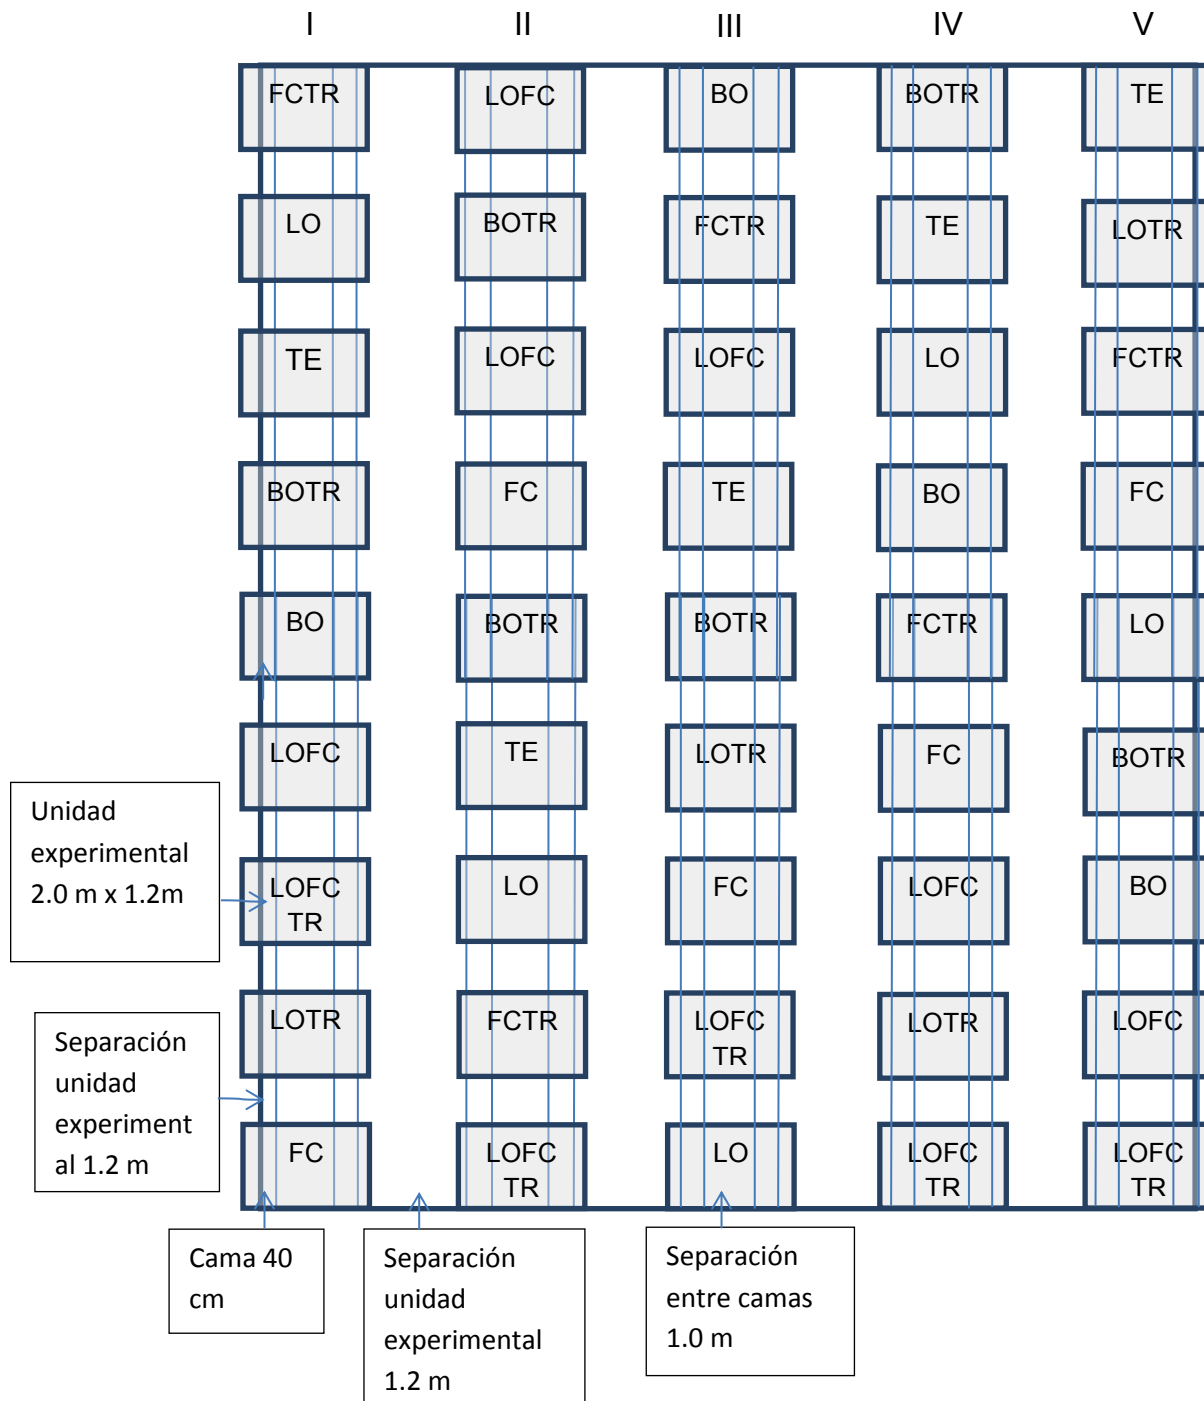 I II III IV V
FCTR LOFC BO BOTR TE
LO BOTR FCTR TE LOTR
TE LOFC LOFC LO FCTR
BOTR FC TE BO FC
BO BOTR BOTR FCTR LO
LOFC TE LOTR FC BOTR
Unidad
experimental
2.0 m x 1.2m
LOFC
TR
LO FC LOFC BO
LOTR FCTR
LOFC
TR
LOTR LOFC
Separación
unidad
experiment
al 1.2 m
FC
LOFC
TR
LO
LOFC
TR
LOFC
TR
Cama 40
cm
Separación
unidad
experimental
1.2 m
Separación
entre camas
1.0 m